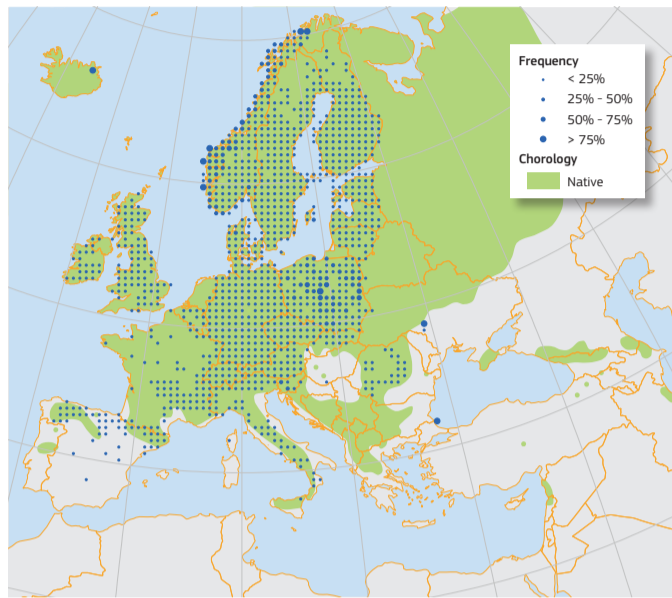 Frequency
< 25%
25% - 50%
50% - 75%
> 75%
Chorology
Native